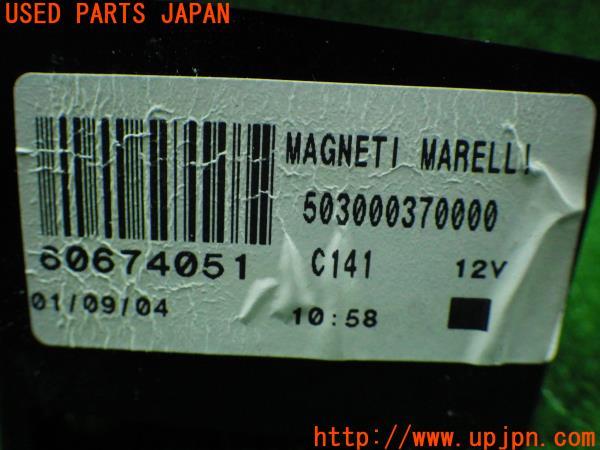 USED PARTS JAPAN
MAGNETI MARELLI
503000370000
60674051
C141
12V
01/09/04
10:58
http://www.upjpn.com/